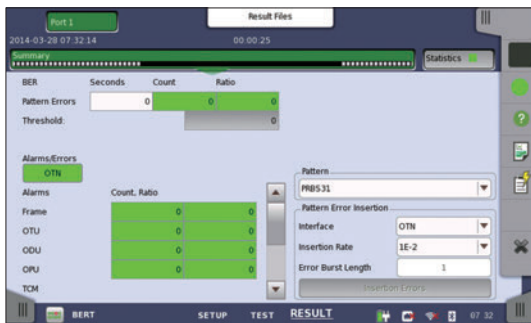 Port 1
Result Files
2014-03-28 07:32:14 00:00:25
Summary
Statistics
BER Seconds Count Ratio
Pattern Errors 0 0 0
Threshold: 0
Alarms/Errors
OTN
Alarms Count, Ratio
Frame 0 0
OTU 0 0
ODU 0 0
OPU 0 0
TCM
Pattern
PRBS31
Pattern Error Insertion
Interface OTN
Insertion Rate 1E-2
Error Burst Length 1
Insertion Errors
BERT SETUP TEST RESULT 07 32